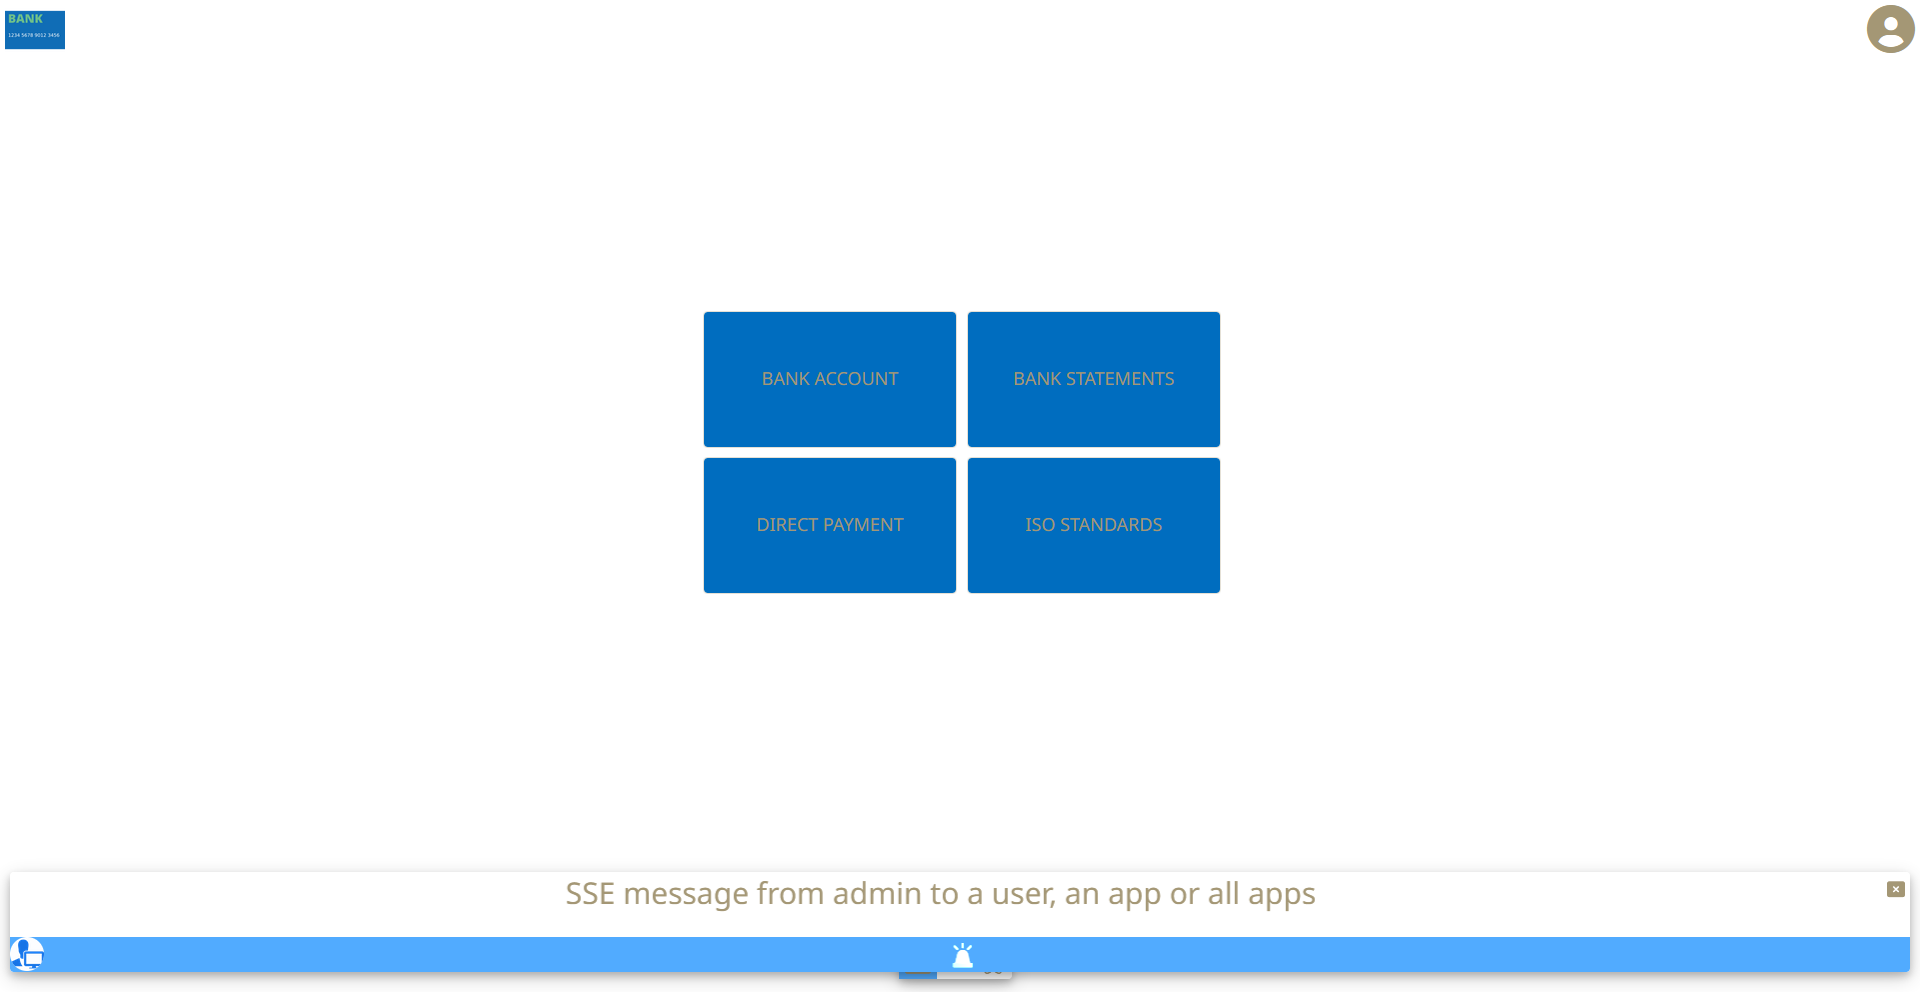 BANK
1234 5678 9012 3456
BANK ACCOUNT
BANK STATEMENTS
DIRECT PAYMENT
ISO STANDARDS
SSE message from admin to a user, an app or all apps